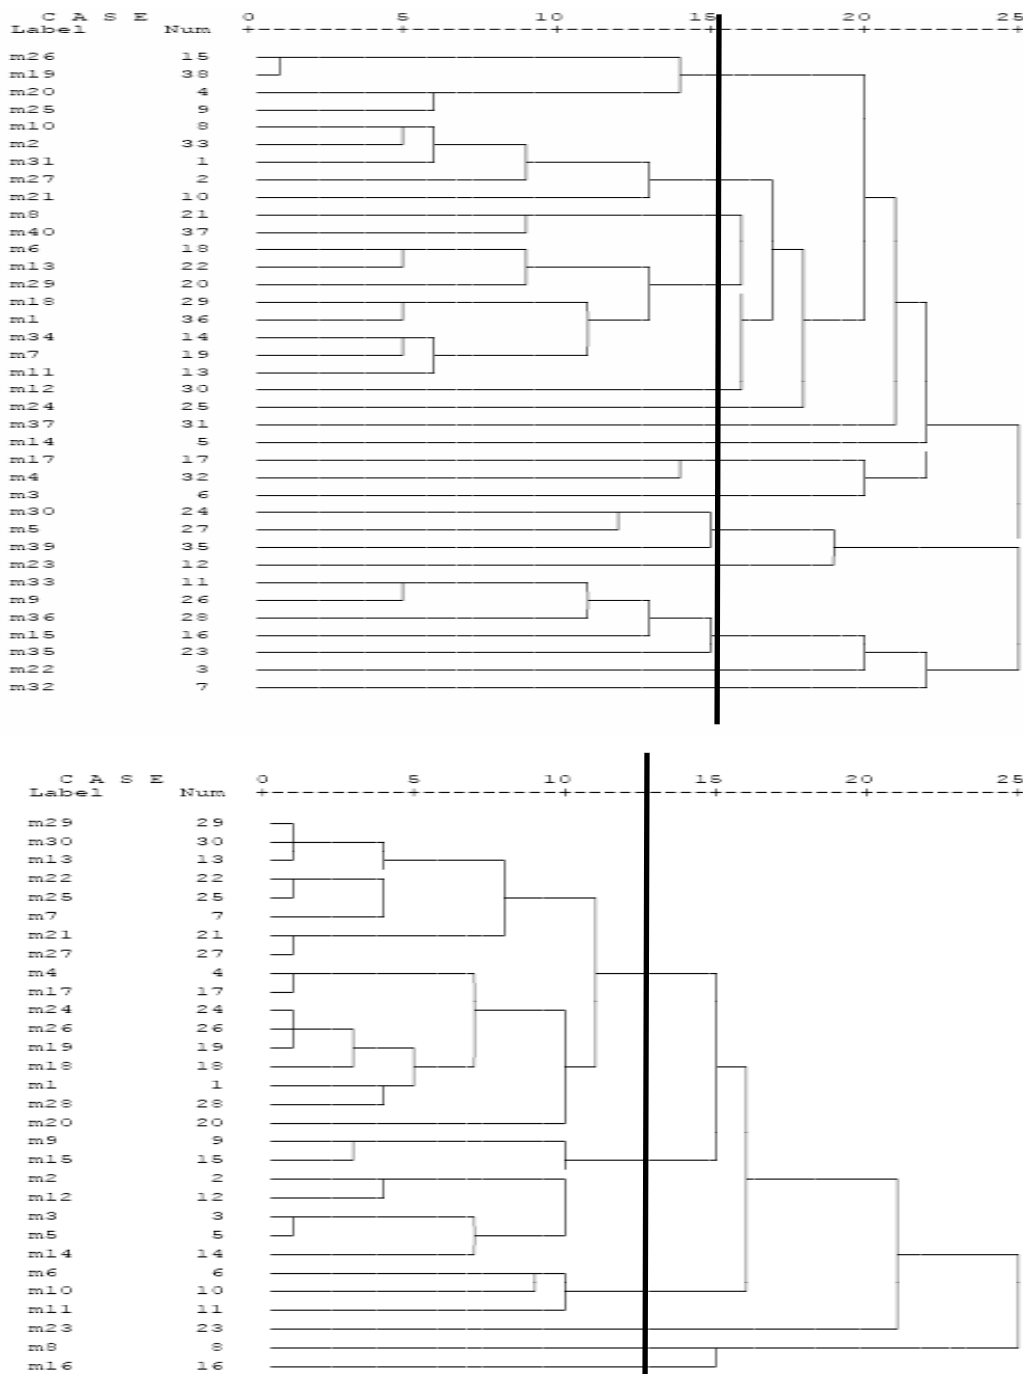 C A S E 0 5 10 15 20 25
Label Num
m26 15
m19 38
m20 4
m25 9
m10 8
m2 33
m31 1
m27 2
m21 10
m8 21
m40 37
m6 18
m13 22
m29 20
m18 29
m1 36
m34 14
m7 19
m11 13
m12 30
m24 25
m37 31
m14 5
m17 17
m4 32
m3 6
m30 24
m5 27
m39 35
m23 12
m33 11
m9 26
m36 28
m15 16
m35 23
m22 3
m32 7
C A S E 0 5 10 15 20 25
Label Num
m29 29
m30 30
m13 13
m22 22
m25 25
m7 7
m21 21
m27 27
m4 4
m17 17
m24 24
m26 26
m19 19
m18 18
m1 1
m28 28
m20 20
m9 9
m15 15
m2 2
m12 12
m3 3
m5 5
m14 14
m6 6
m10 10
m11 11
m23 23
m8 8
m16 16